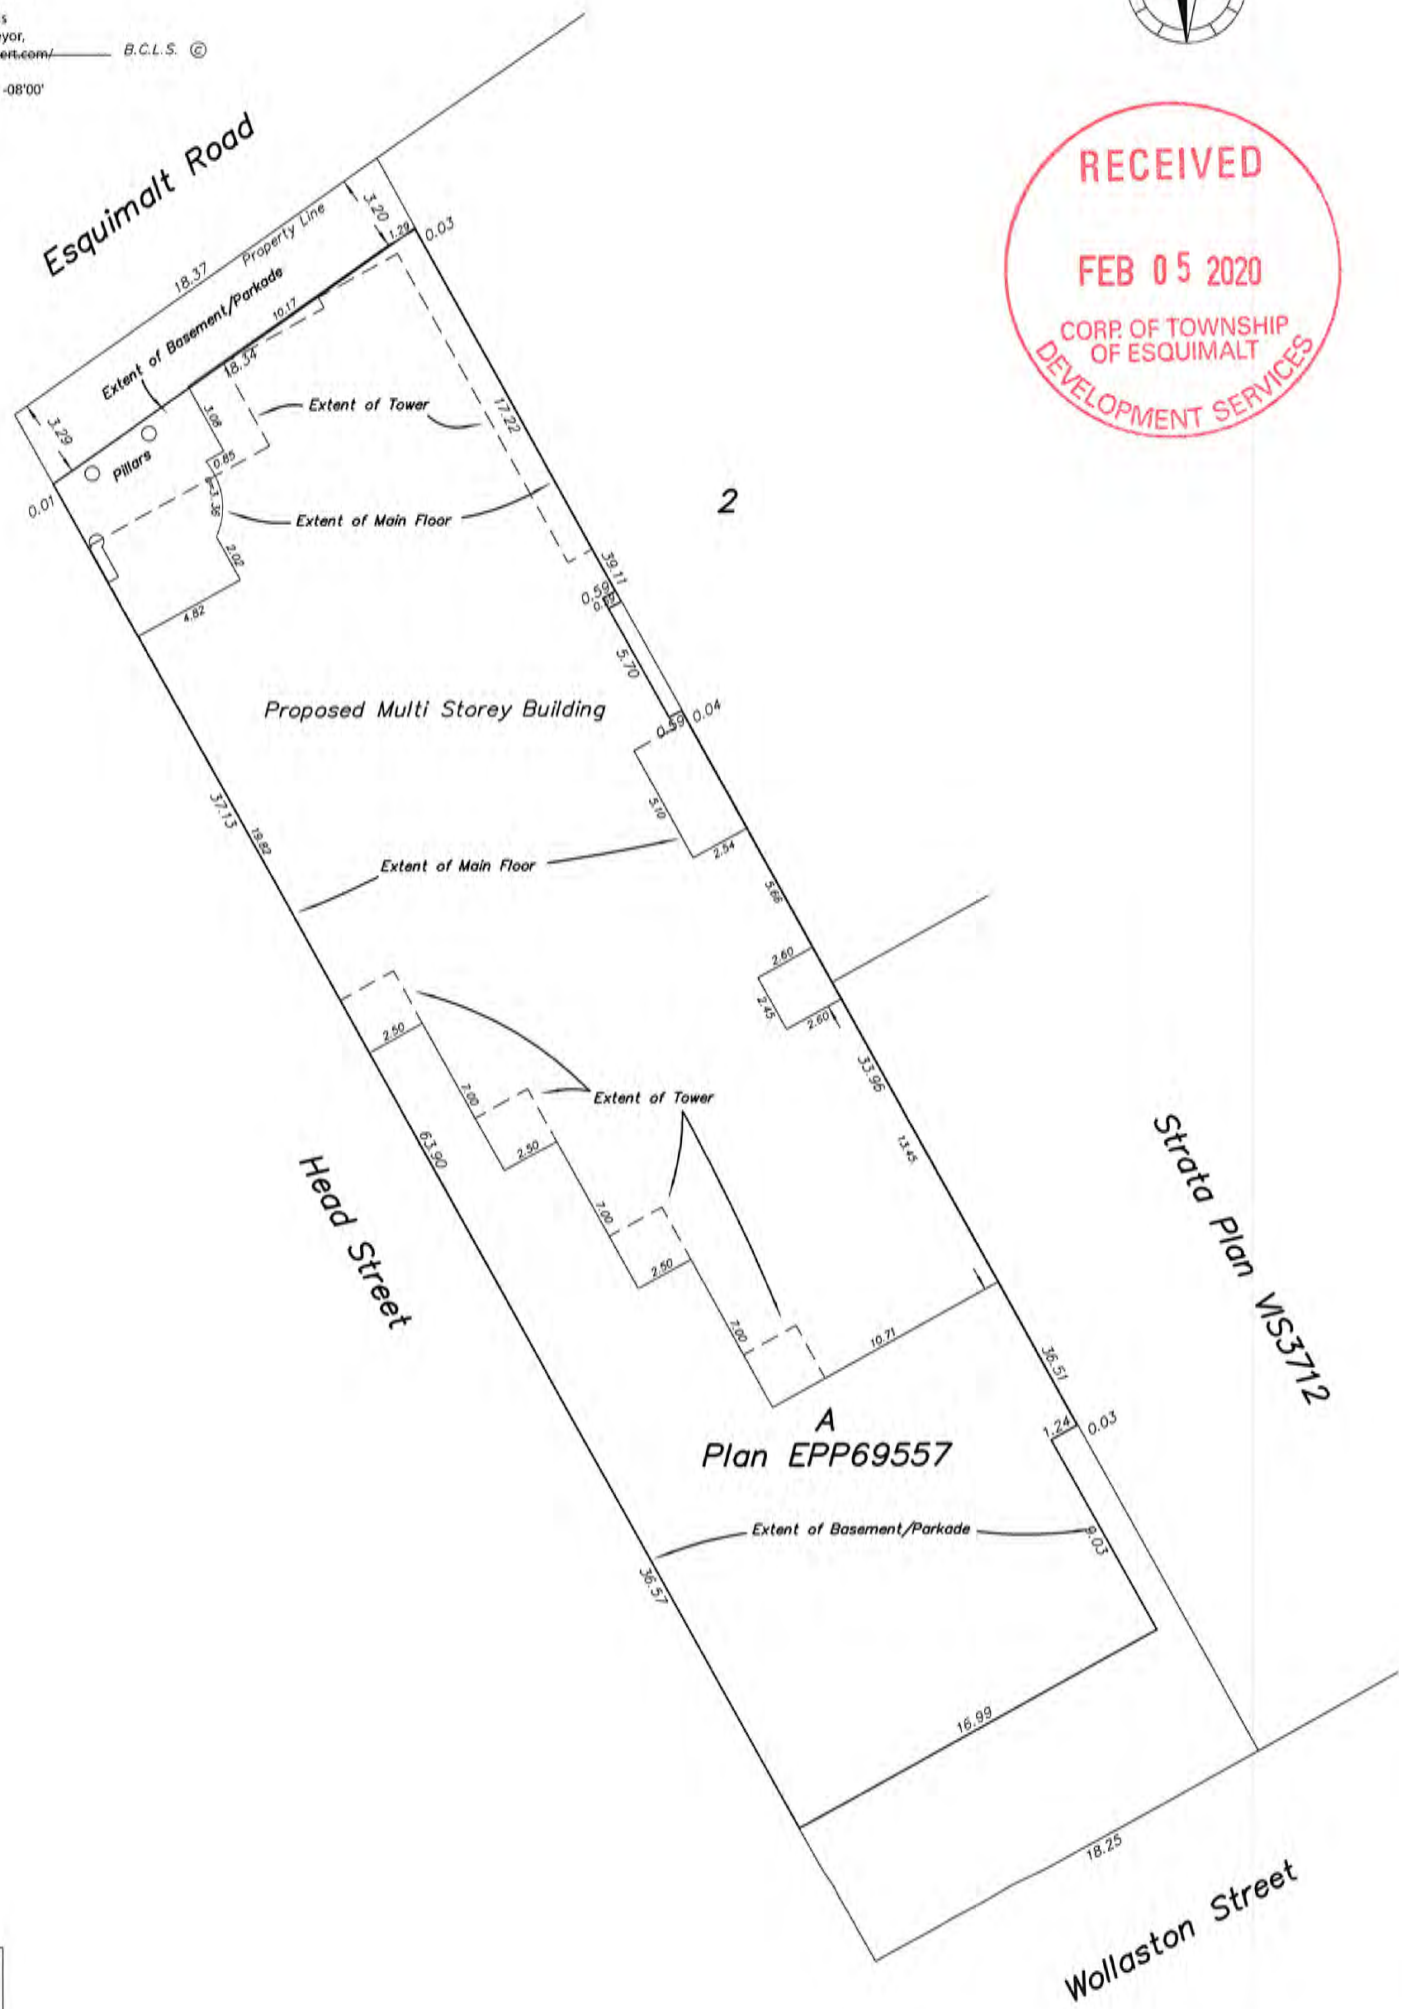 s
yor,
ert.com/
B.C.L.S. ©
-08'00'
RECEIVED
FEB 05 2020
CORP. OF TOWNSHIP
OF ESQUIMALT
DEVELOPMENT SERVICES
Esquimalt Road
18.37
Property Line
3.20
1.29
0.03
Extent of Basement/Parkade
10.17
18.34
3.29
Pillars
3.08
0.85
Extent of Tower
17.22
0.01
2.02
Extent of Main Floor
2
4.82
39.11
5.70
Proposed Multi Storey Building
0.59
0.04
5.10
2.54
37.13
19.82
Extent of Main Floor
5.66
2.60
2.45
2.60
2.50
7.00
Extent of Tower
33.96
13.45
63.90
2.50
Head Street
7.00
2.50
7.00
10.71
Strata Plan VIS3712
36.51
A
Plan EPP69557
1.24
0.03
Extent of Basement/Parkade
9.03
36.57
16.99
18.25
Wollaston Street